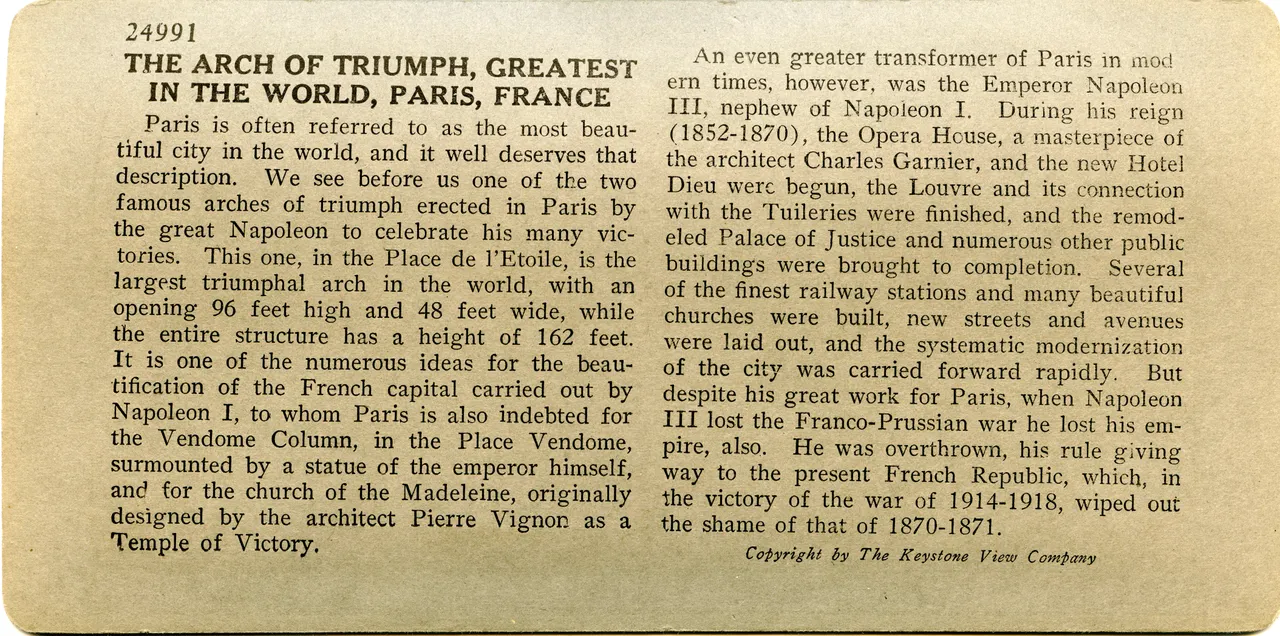 24991
THE ARCH OF TRIUMPH, GREATEST
IN THE WORLD, PARIS, FRANCE
Paris is often referred to as the most beau-
tiful city in the world, and it well deserves that
description. We see before us one of the two
famous arches of triumph erected in Paris by
the great Napoleon to celebrate his many vic-
tories. This one, in the Place de l'Etoile, is the
largest triumphal arch in the world, with an
opening 96 feet high and 48 feet wide, while
the entire structure has a height of 162 feet.
It is one of the numerous ideas for the beau-
tification of the French capital carried out by
Napoleon I, to whom Paris is also indebted for
the Vendome Column, in the Place Vendome,
surmounted by a statue of the emperor himself,
and for the church of the Madeleine, originally
designed by the architect Pierre Vignon as a
Temple of Victory.
An even greater transformer of Paris in mod
ern times, however, was the Emperor Napoleon
III, nephew of Napoleon I. During his reign
(1852-1870), the Opera House, a masterpiece of
the architect Charles Garnier, and the new Hotel
Dieu were begun, the Louvre and its connection
with the Tuileries were finished, and the remod-
eled Palace of Justice and numerous other public
buildings were brought to completion. Several
of the finest railway stations and many beautiful
churches were built, new streets and avenues
were laid out, and the systematic modernization
of the city was carried forward rapidly. But
despite his great work for Paris, when Napoleon
III lost the Franco-Prussian war he lost his em-
pire, also. He was overthrown, his rule giving
way to the present French Republic, which, in
the victory of the war of 1914-1918, wiped out
the shame of that of 1870-1871.
Copyright by The Keystone View Company